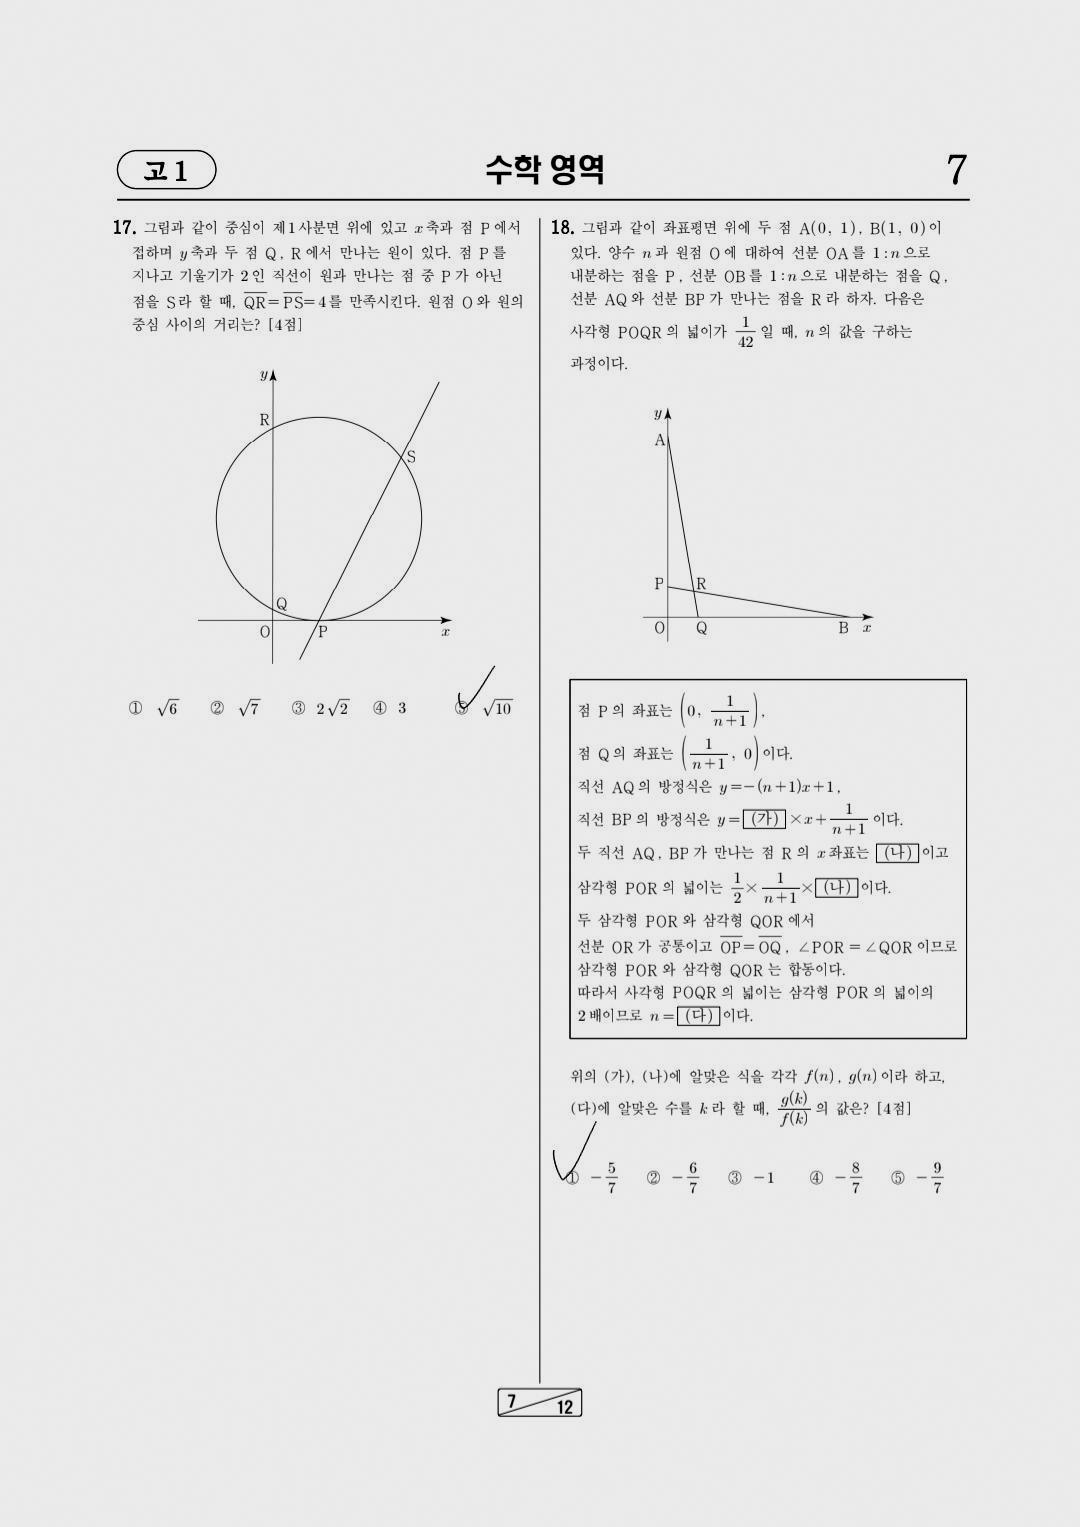 고 1
수학 영역
7
17. 그림과 같이 중심이 제1사분면 위에 있고 x축과 점 P에서
접하며 y축과 두 점 Q, R에서 만나는 원이 있다. 점 P를
지나고 기울기가 2인 직선이 원과 만나는 점 중 P가 아닌
점을 S라 할 때, \overline{QR}=\overline{PS}=4를 만족시킨다. 원점 O와 원의
중심 사이의 거리는? [4점]
y
R
S
Q
O P x
① √6 ② √7 ③ 2√2 ④ 3 ⑤ √10
18. 그림과 같이 좌표평면 위에 두 점 A(0, 1), B(1, 0)이
있다. 양수 n과 원점 O에 대하여 선분 OA를 1:n으로
내분하는 점을 P, 선분 OB를 1:n으로 내분하는 점을 Q,
선분 AQ와 선분 BP가 만나는 점을 R라 하자. 다음은
사각형 POQR의 넓이가 1/42 일 때, n의 값을 구하는
과정이다.
y
A
P R
O Q B x
점 P의 좌표는 (0, 1/(n+1)),
점 Q의 좌표는 (1/(n+1), 0)이다.
직선 AQ의 방정식은 y=-(n+1)x+1,
직선 BP의 방정식은 y= (가) ×x+1/(n+1) 이다.
두 직선 AQ, BP가 만나는 점 R의 x좌표는 (나) 이고
삼각형 POR의 넓이는 1/2×1/(n+1)× (나) 이다.
두 삼각형 POR와 삼각형 QOR에서
선분 OR가 공통이고 \overline{OP}=\overline{OQ}, ∠POR=∠QOR이므로
삼각형 POR와 삼각형 QOR는 합동이다.
따라서 사각형 POQR의 넓이는 삼각형 POR의 넓이의
2배이므로 n= (다) 이다.
위의 (가), (나)에 알맞은 식을 각각 f(n), g(n)이라 하고,
(다)에 알맞은 수를 k라 할 때, g(k)/f(k) 의 값은? [4점]
① -5/7 ② -6/7 ③ -1 ④ -8/7 ⑤ -9/7
7
12